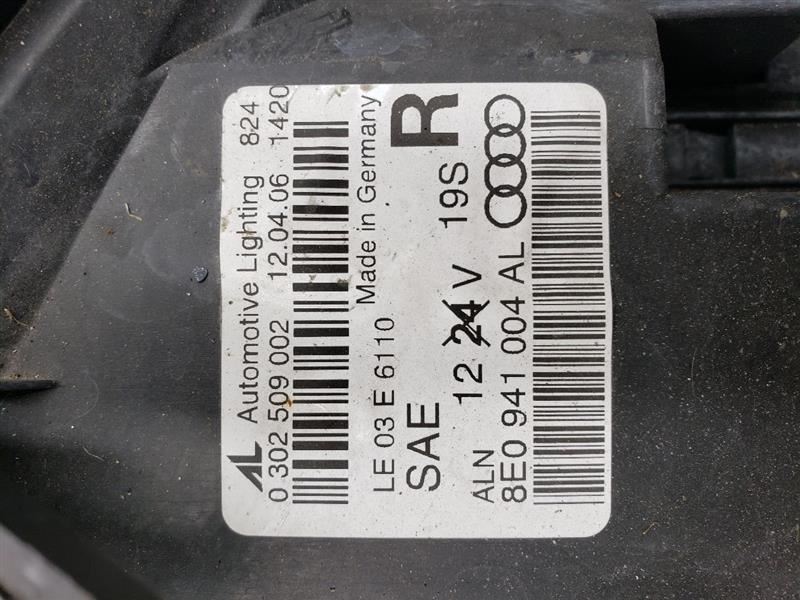 AL Automotive Lighting 824
0 302 509 002 12.04.06 1420
LE 03 E 6110 Made in Germany
SAE R
12 24 V 19S
ALN
8E0 941 004 AL